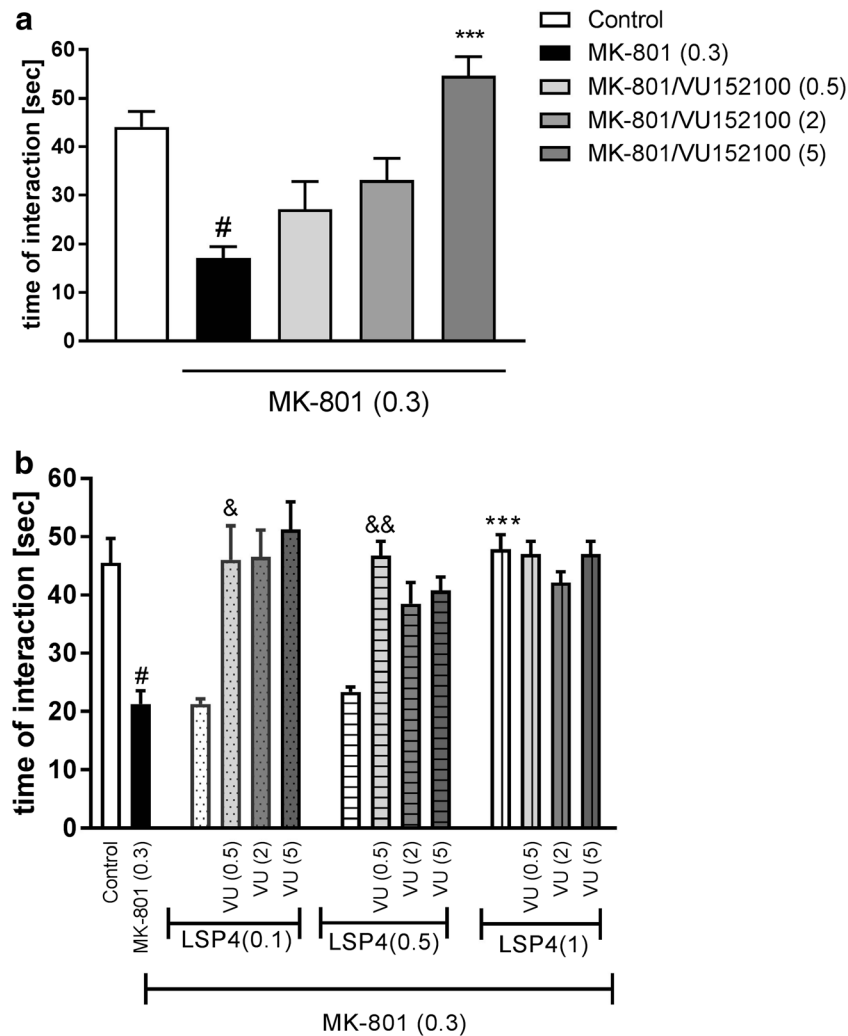 a
time of interaction [sec]
60
50
40
30
20
10
0
#
***
Control
MK-801 (0.3)
MK-801/VU152100 (0.5)
MK-801/VU152100 (2)
MK-801/VU152100 (5)
MK-801 (0.3)
b
time of interaction [sec]
60
50
40
30
20
10
0
#
&
&&
***
Control
MK-801 (0.3)
VU (0.5)
VU (2)
VU (5)
VU (0.5)
VU (2)
VU (5)
VU (0.5)
VU (2)
VU (5)
LSP4(0.1)
LSP4(0.5)
LSP4(1)
MK-801 (0.3)